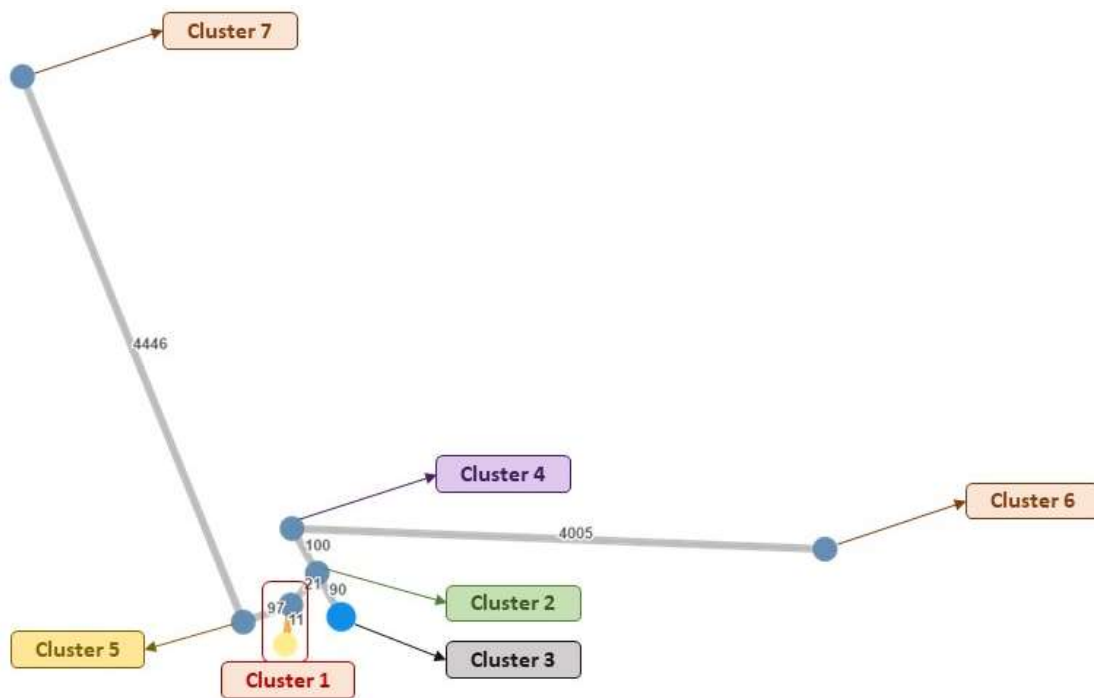 Cluster 7
4446
Cluster 4
Cluster 6
4005
100
21
90
Cluster 2
97
11
Cluster 5
Cluster 3
Cluster 1